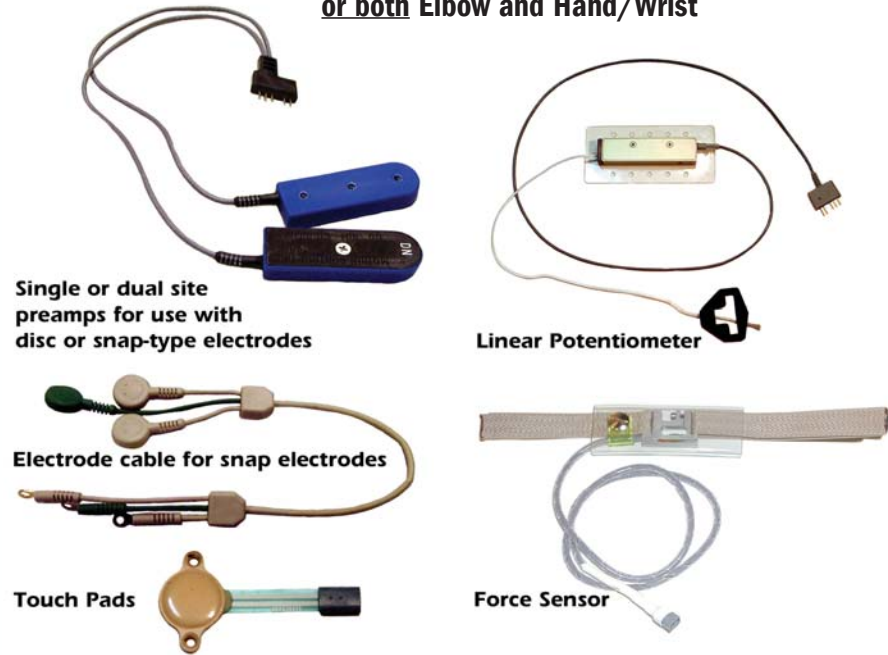 or both Elbow and Hand/Wrist
Single or dual site
preamps for use with
disc or snap-type electrodes
DN
Linear Potentiometer
Electrode cable for snap electrodes
Touch Pads
Force Sensor